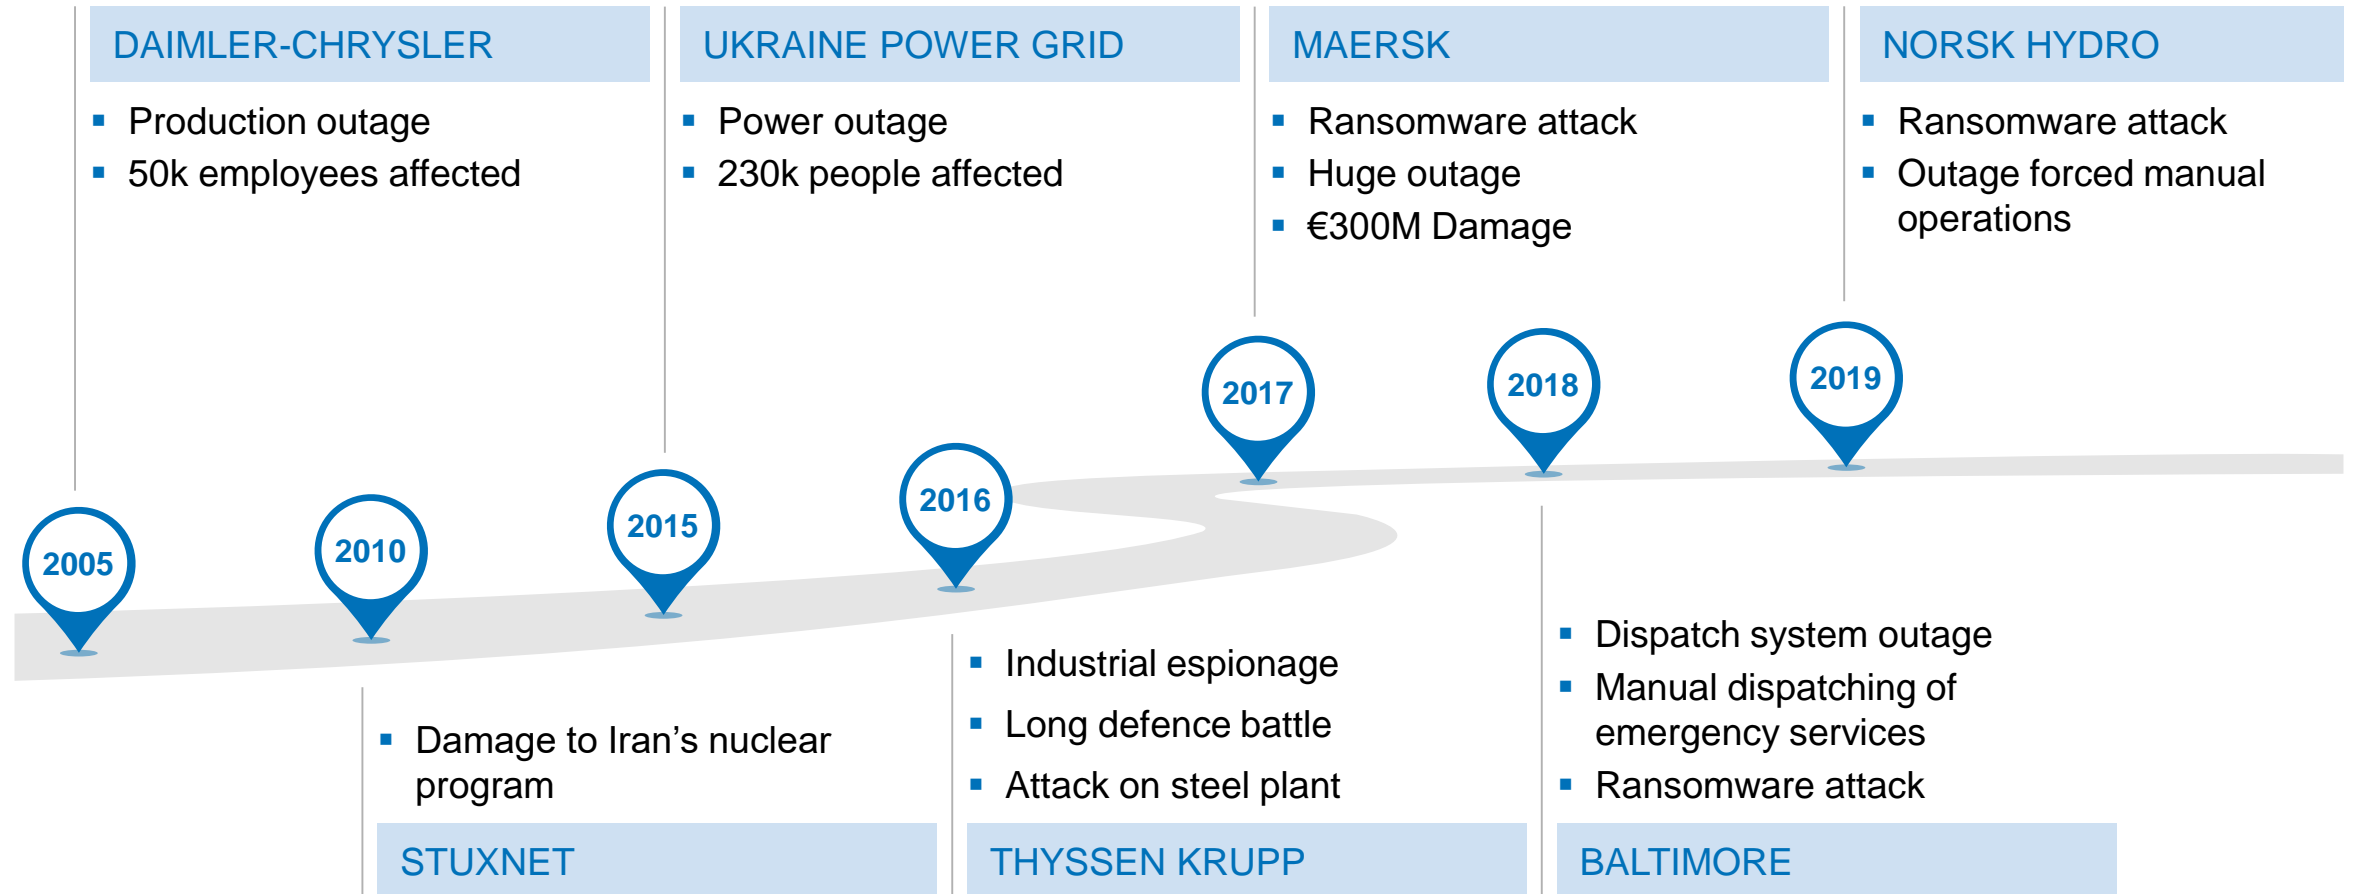 DAIMLER-CHRYSLER
▪ Production outage
▪ 50k employees affected
UKRAINE POWER GRID
▪ Power outage
▪ 230k people affected
MAERSK
▪ Ransomware attack
▪ Huge outage
▪ €300M Damage
NORSK HYDRO
▪ Ransomware attack
▪ Outage forced manual
operations
2005
2010
2015
2016
2017
2018
2019
▪ Damage to Iran’s nuclear
program
STUXNET
▪ Industrial espionage
▪ Long defence battle
▪ Attack on steel plant
THYSSEN KRUPP
▪ Dispatch system outage
▪ Manual dispatching of
emergency services
▪ Ransomware attack
BALTIMORE